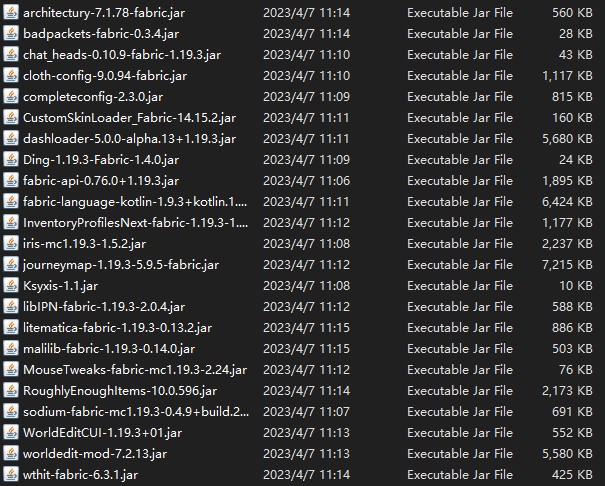 architectury-7.1.78-fabric.jar 2023/4/7 11:14 Executable Jar File 560 KB
badpackets-fabric-0.3.4.jar 2023/4/7 11:14 Executable Jar File 28 KB
chat_heads-0.10.9-fabric-1.19.3.jar 2023/4/7 11:10 Executable Jar File 43 KB
cloth-config-9.0.94-fabric.jar 2023/4/7 11:10 Executable Jar File 1,117 KB
completeconfig-2.3.0.jar 2023/4/7 11:09 Executable Jar File 815 KB
CustomSkinLoader_Fabric-14.15.2.jar 2023/4/7 11:11 Executable Jar File 160 KB
dashloader-5.0.0-alpha.13+1.19.3.jar 2023/4/7 11:11 Executable Jar File 5,680 KB
Ding-1.19.3-Fabric-1.4.0.jar 2023/4/7 11:09 Executable Jar File 24 KB
fabric-api-0.76.0+1.19.3.jar 2023/4/7 11:06 Executable Jar File 1,895 KB
fabric-language-kotlin-1.9.3+kotlin.1.... 2023/4/7 11:11 Executable Jar File 6,424 KB
InventoryProfilesNext-fabric-1.19.3-1.... 2023/4/7 11:12 Executable Jar File 1,177 KB
iris-mc1.19.3-1.5.2.jar 2023/4/7 11:08 Executable Jar File 2,237 KB
journeymap-1.19.3-5.9.5-fabric.jar 2023/4/7 11:12 Executable Jar File 7,215 KB
Ksyxis-1.1.jar 2023/4/7 11:08 Executable Jar File 10 KB
libIPN-fabric-1.19.3-2.0.4.jar 2023/4/7 11:12 Executable Jar File 588 KB
litematica-fabric-1.19.3-0.13.2.jar 2023/4/7 11:15 Executable Jar File 886 KB
malilib-fabric-1.19.3-0.14.0.jar 2023/4/7 11:15 Executable Jar File 503 KB
MouseTweaks-fabric-mc1.19.3-2.24.jar 2023/4/7 11:12 Executable Jar File 76 KB
RoughlyEnoughItems-10.0.596.jar 2023/4/7 11:14 Executable Jar File 2,173 KB
sodium-fabric-mc1.19.3-0.4.9+build.2... 2023/4/7 11:07 Executable Jar File 691 KB
WorldEditCUI-1.19.3+01.jar 2023/4/7 11:13 Executable Jar File 552 KB
worldedit-mod-7.2.13.jar 2023/4/7 11:13 Executable Jar File 5,580 KB
wthit-fabric-6.3.1.jar 2023/4/7 11:14 Executable Jar File 425 KB